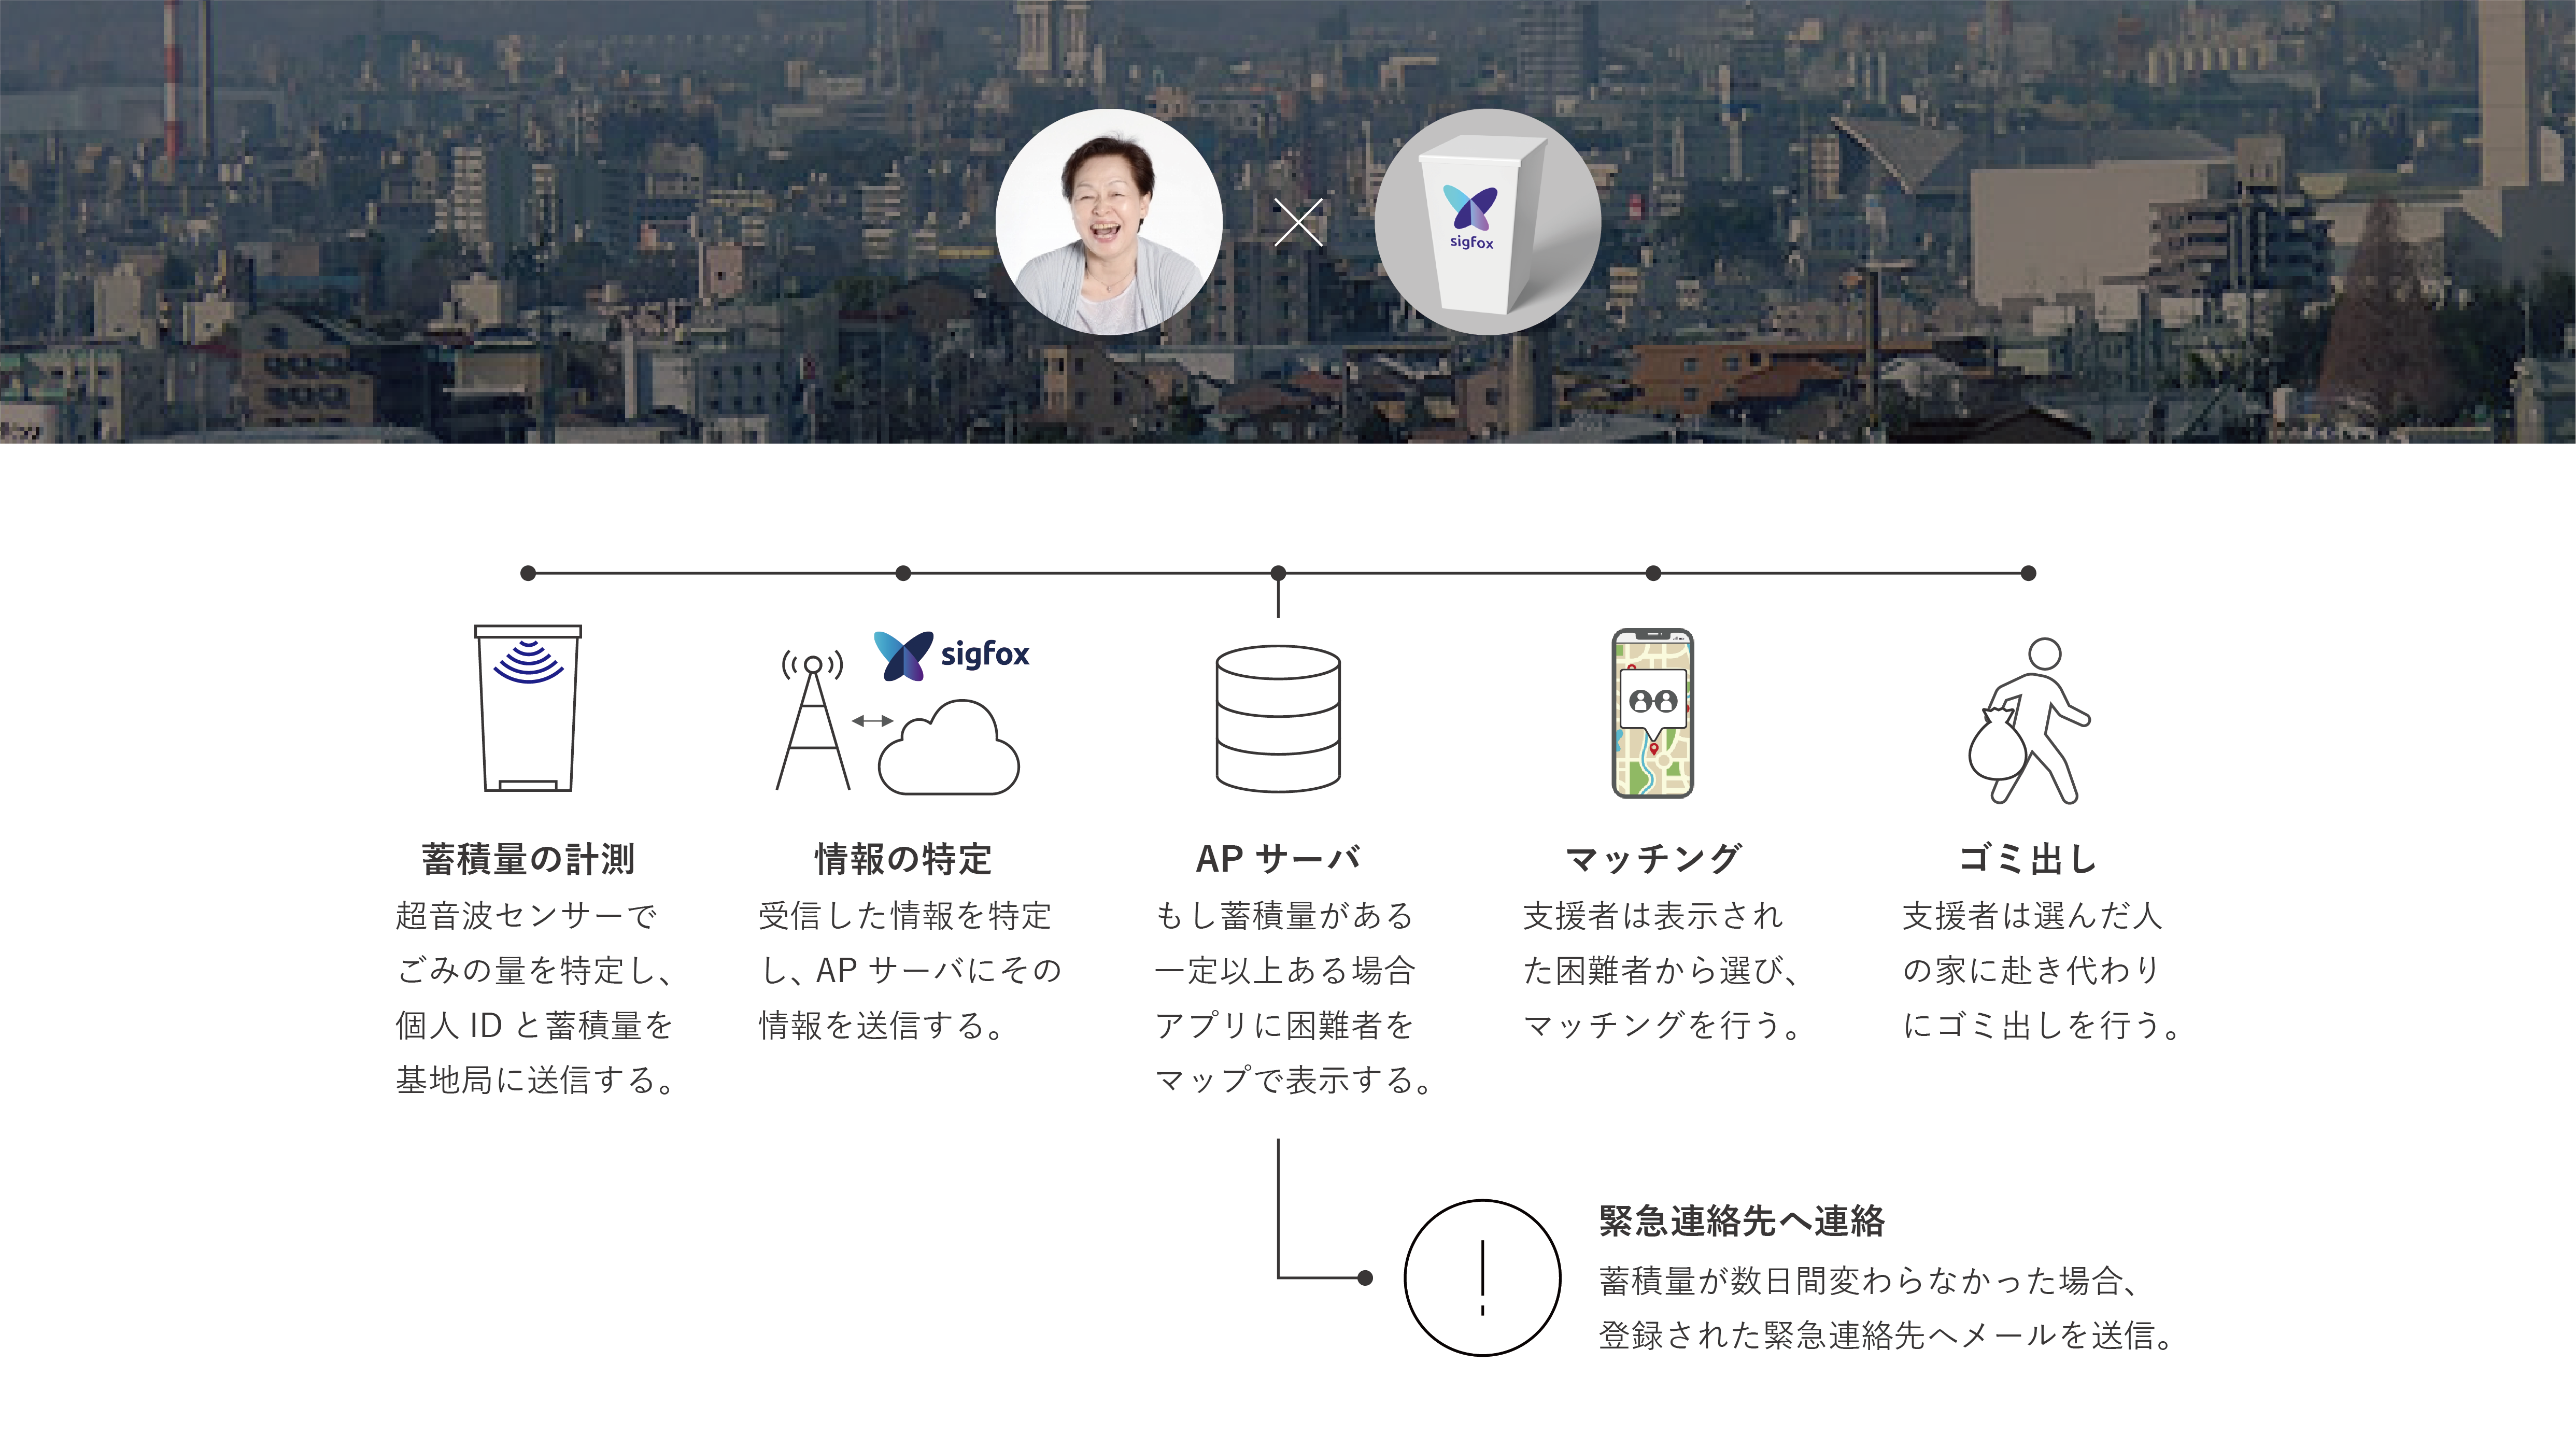 sigfox
sigfox
蓄積量の計測
超音波センサーで
ごみの量を特定し、
個人 ID と蓄積量を
基地局に送信する。
情報の特定
受信した情報を特定
し、AP サーバにその
情報を送信する。
AP サーバ
もし蓄積量がある
一定以上ある場合
アプリに困難者を
マップで表示する。
マッチング
支援者は表示され
た困難者から選び、
マッチングを行う。
ゴミ出し
支援者は選んだ人
の家に赴き代わり
にゴミ出しを行う。
緊急連絡先へ連絡
蓄積量が数日間変わらなかった場合、
登録された緊急連絡先へメールを送信。